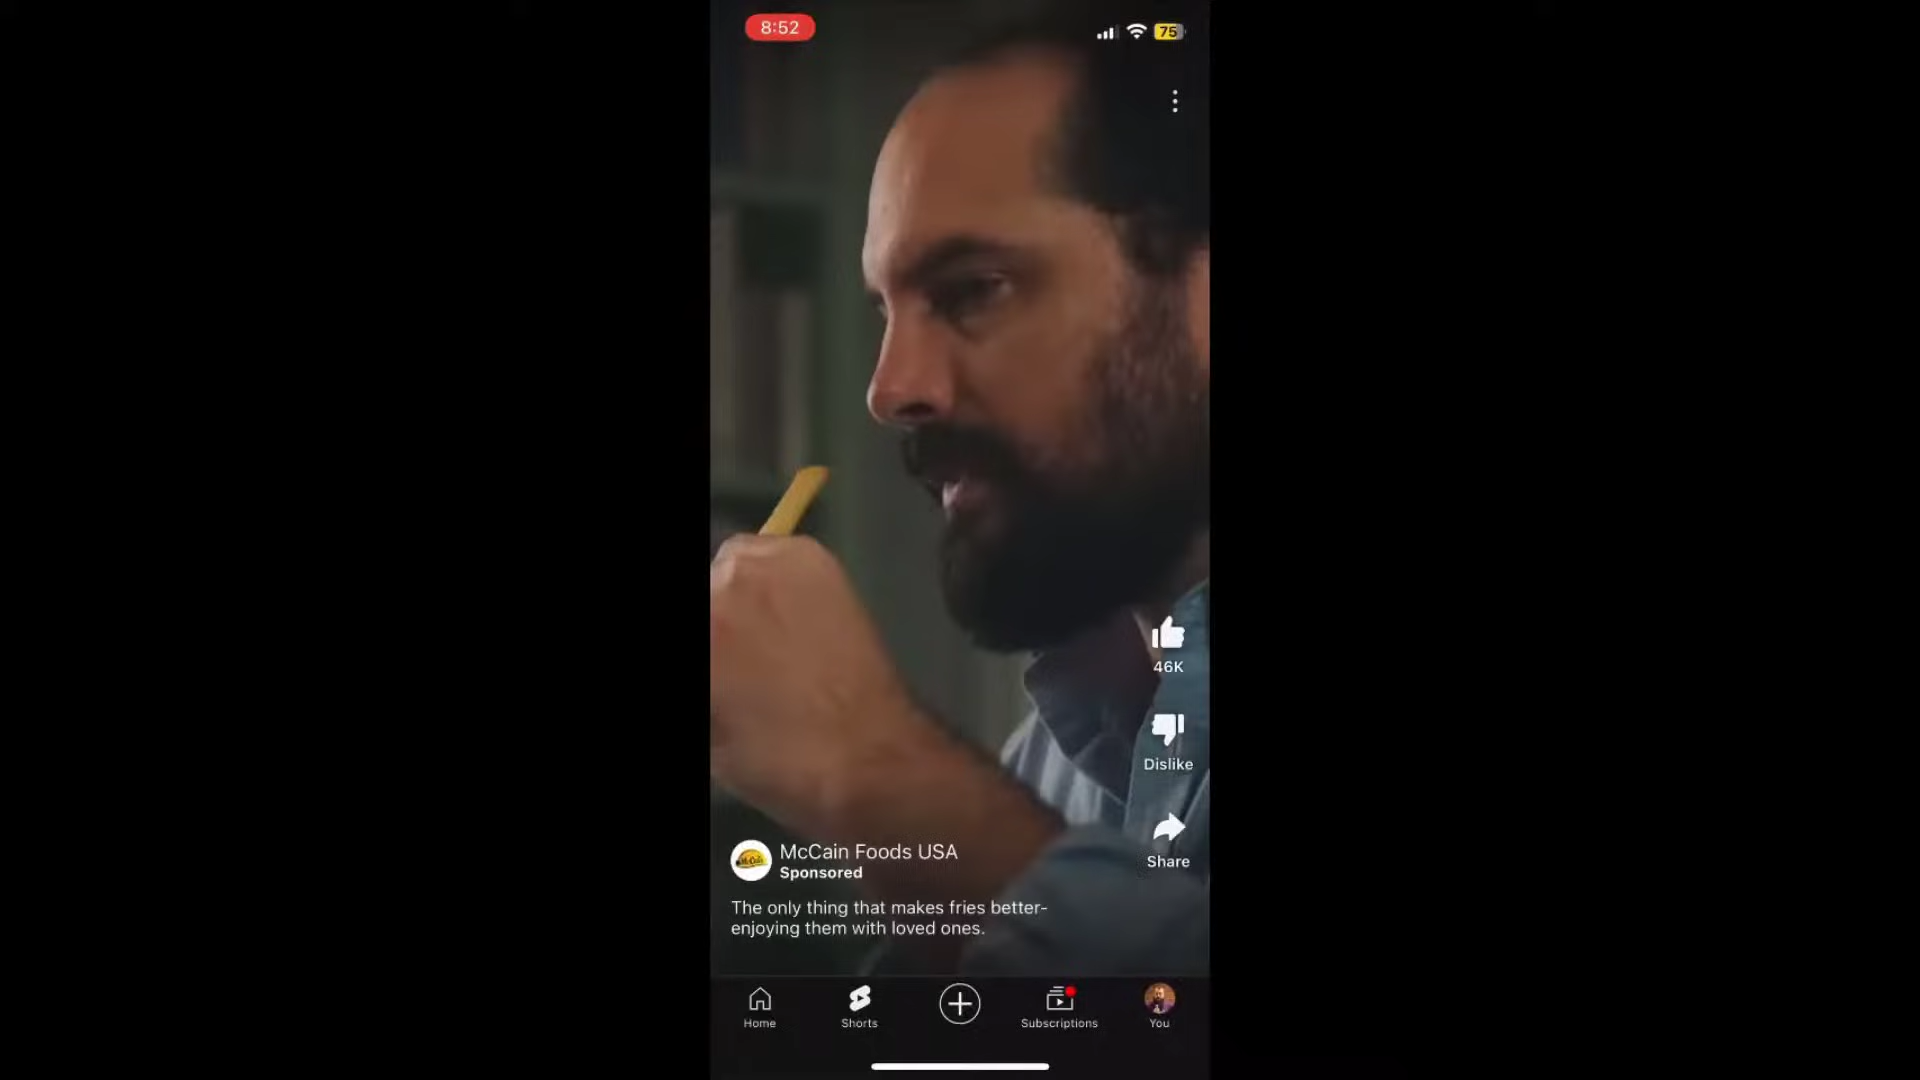 8:52
75
46K
Dislike
Share
McCain
McCain Foods USA
Sponsored
The only thing that makes fries better-
enjoying them with loved ones.
Home
Shorts
Subscriptions
You